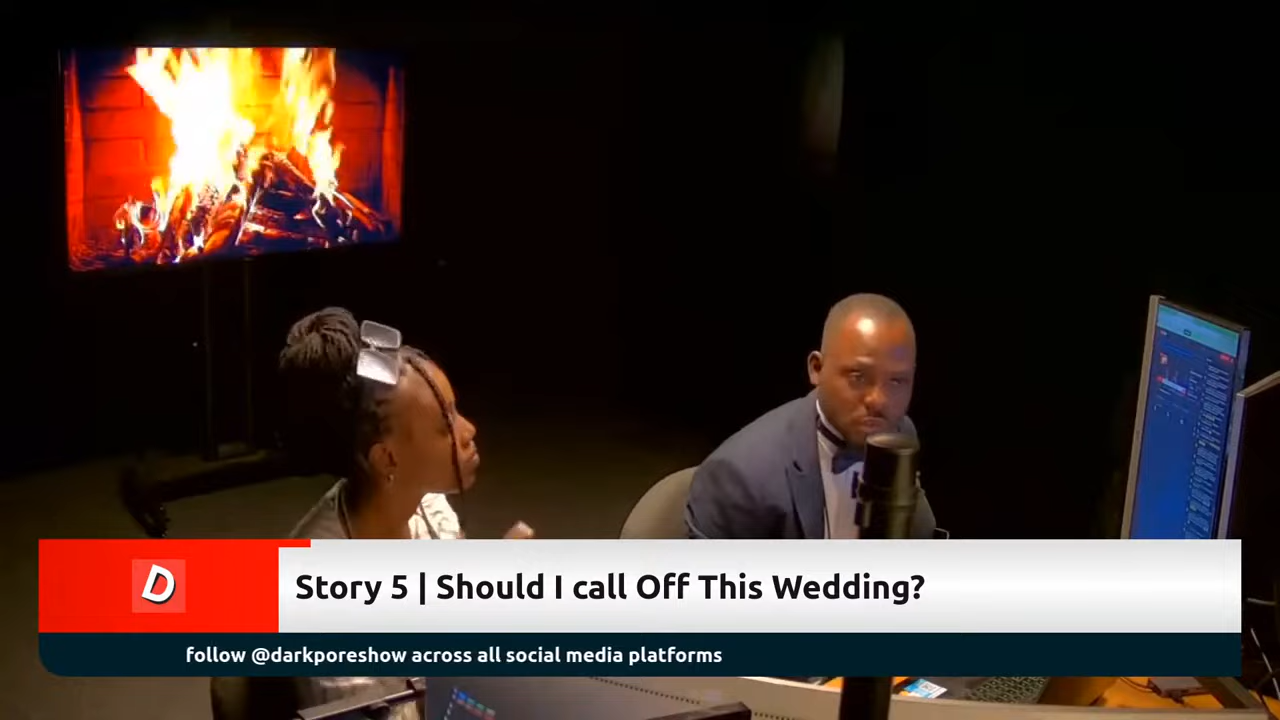 D
Story 5 | Should I call Off This Wedding?
follow @darkporeshow across all social media platforms